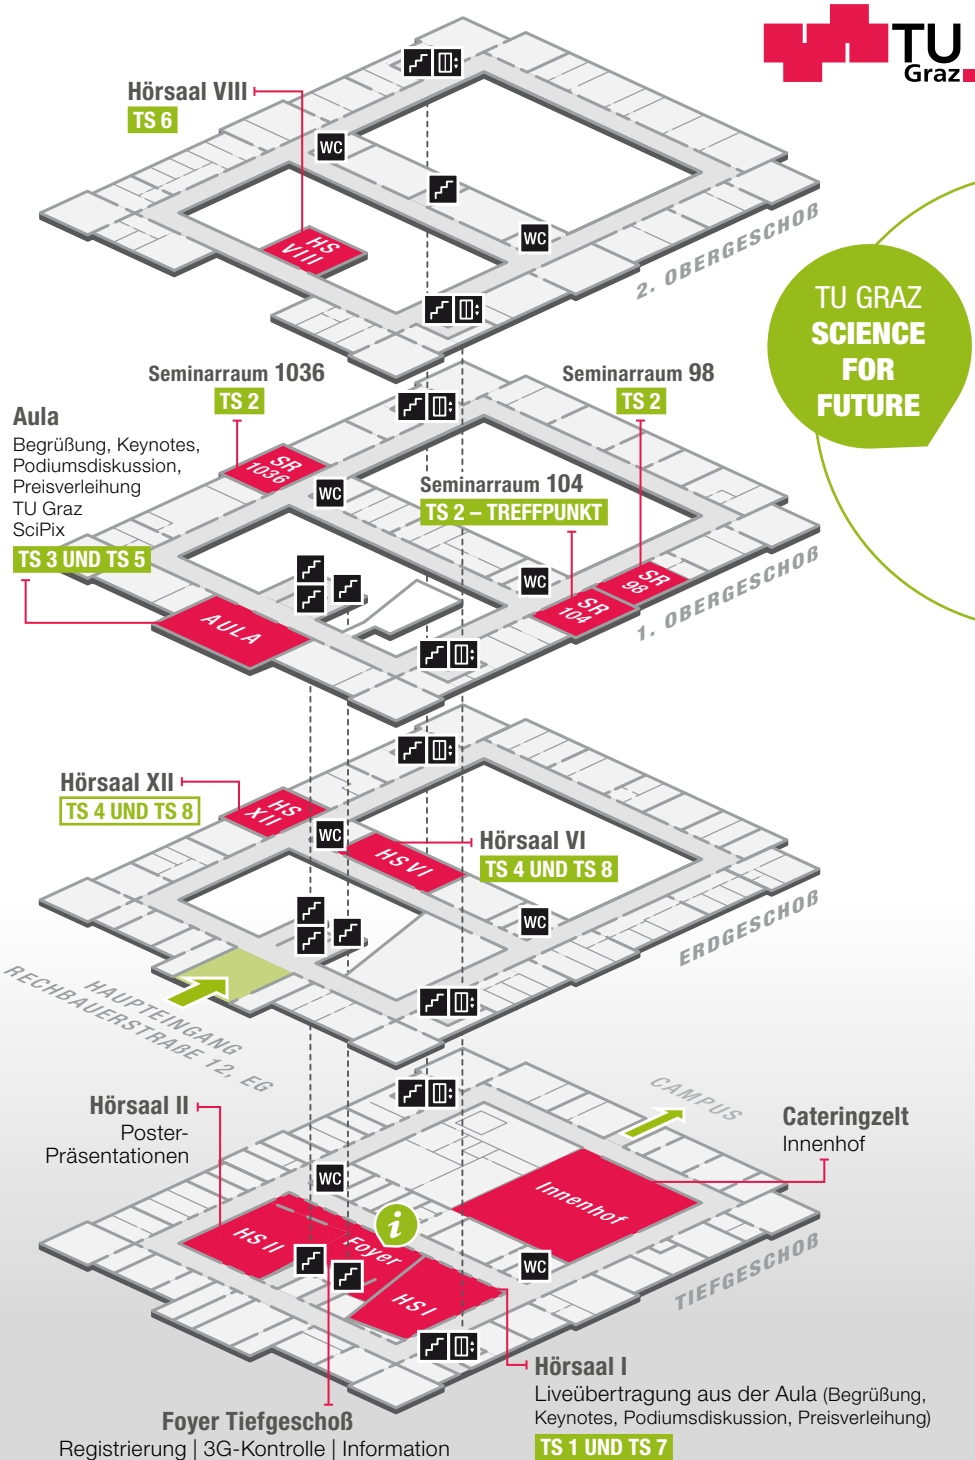 TU
Graz
Hörsaal VIII
TS 6
WC
HS
VIII
WC
2. OBERGESCHOß
TU GRAZ
SCIENCE
FOR
FUTURE
Seminarraum 1036
TS 2
Seminarraum 98
TS 2
Aula
Begrüßung, Keynotes,
Podiumsdiskussion,
Preisverleihung
TU Graz
SciPix
TS 3 UND TS 5
SR
1036
WC
Seminarraum 104
TS 2 – TREFFPUNKT
WC
SR
98
SR
104
AULA
1. OBERGESCHOß
Hörsaal XII
TS 4 UND TS 8
HS
XII
WC
HS VI
Hörsaal VI
TS 4 UND TS 8
WC
ERDGESCHOß
HAUPTEINGANG
RECHBAUERSTRAßE 12, EG
CAMPUS
Hörsaal II
Poster-
Präsentationen
Cateringzelt
Innenhof
WC
Innenhof
i
HS II
Foyer
WC
HS I
TIEFGESCHOß
Hörsaal I
Liveübertragung aus der Aula (Begrüßung,
Keynotes, Podiumsdiskussion, Preisverleihung)
TS 1 UND TS 7
Foyer Tiefgeschoß
Registrierung | 3G-Kontrolle | Information